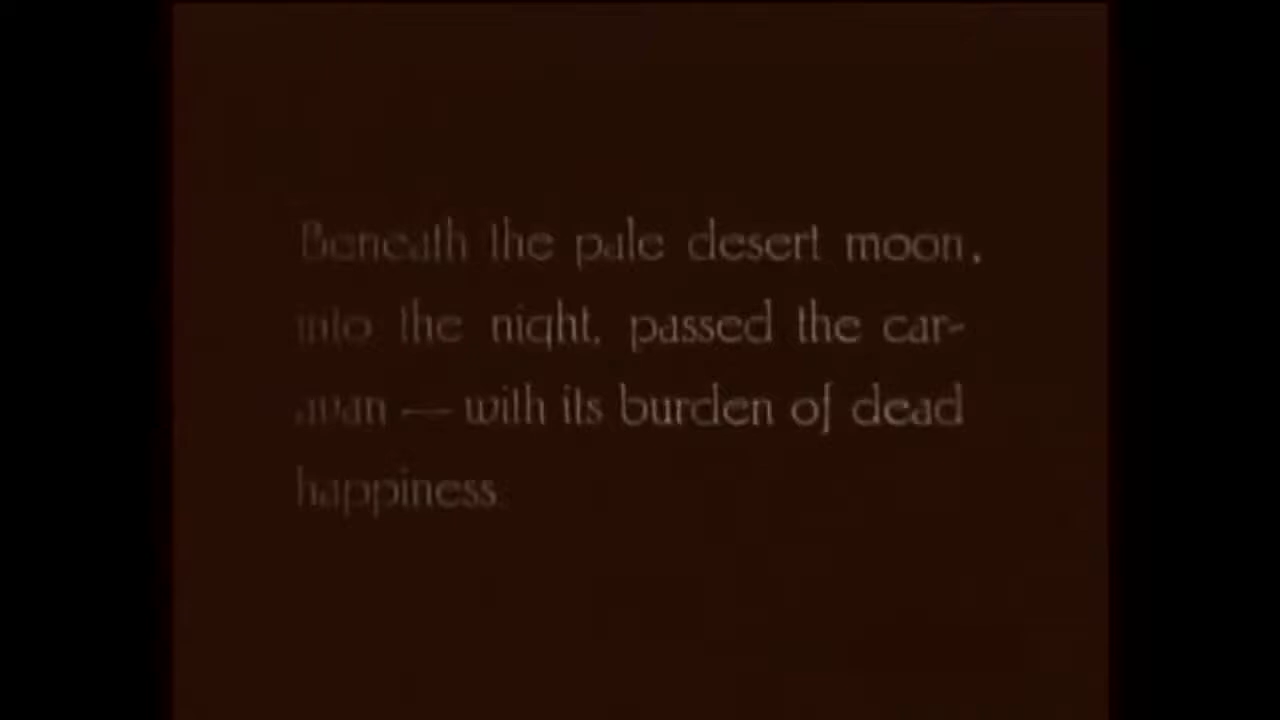 Beneath the pale desert moon,
into the night, passed the car-
avan — with its burden of dead
happiness.